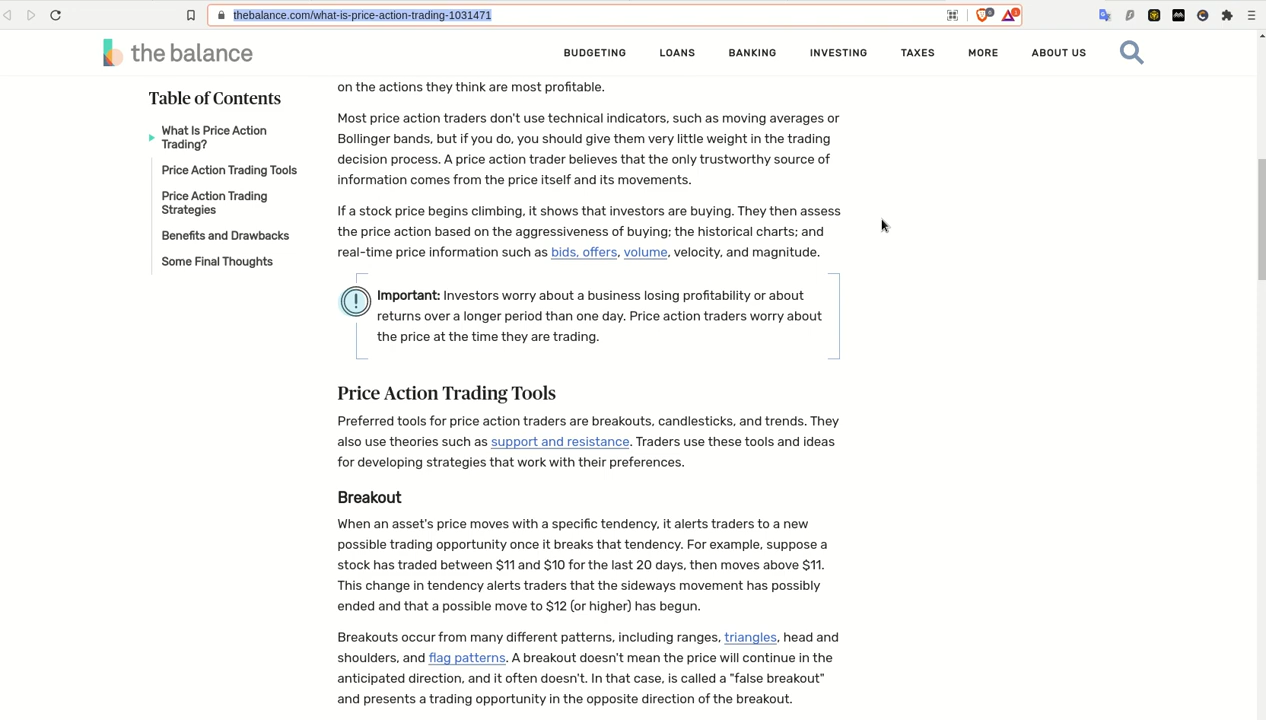 thebalance.com/what-is-price-action-trading-1031471
the balance
BUDGETING LOANS BANKING INVESTING TAXES MORE ABOUT US
Table of Contents
What Is Price Action
Trading?
Price Action Trading Tools
Price Action Trading
Strategies
Benefits and Drawbacks
Some Final Thoughts
on the actions they think are most profitable.
Most price action traders don't use technical indicators, such as moving averages or
Bollinger bands, but if you do, you should give them very little weight in the trading
decision process. A price action trader believes that the only trustworthy source of
information comes from the price itself and its movements.
If a stock price begins climbing, it shows that investors are buying. They then assess
the price action based on the aggressiveness of buying; the historical charts; and
real-time price information such as bids, offers, volume, velocity, and magnitude.
Important: Investors worry about a business losing profitability or about
returns over a longer period than one day. Price action traders worry about
the price at the time they are trading.
Price Action Trading Tools
Preferred tools for price action traders are breakouts, candlesticks, and trends. They
also use theories such as support and resistance. Traders use these tools and ideas
for developing strategies that work with their preferences.
Breakout
When an asset's price moves with a specific tendency, it alerts traders to a new
possible trading opportunity once it breaks that tendency. For example, suppose a
stock has traded between $11 and $10 for the last 20 days, then moves above $11.
This change in tendency alerts traders that the sideways movement has possibly
ended and that a possible move to $12 (or higher) has begun.
Breakouts occur from many different patterns, including ranges, triangles, head and
shoulders, and flag patterns. A breakout doesn't mean the price will continue in the
anticipated direction, and it often doesn't. In that case, is called a "false breakout"
and presents a trading opportunity in the opposite direction of the breakout.